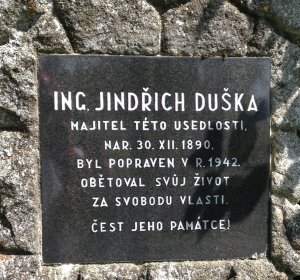 ING. JINDŘICH DUŠKA
MAJITEL TÉTO USEDLOSTI,
NAR. 30. XII. 1890,
BYL POPRAVEN V R. 1942.
OBĚTOVAL SVŮJ ŽIVOT
ZA SVOBODU VLASTI.
ČEST JEHO PAMÁTCE!